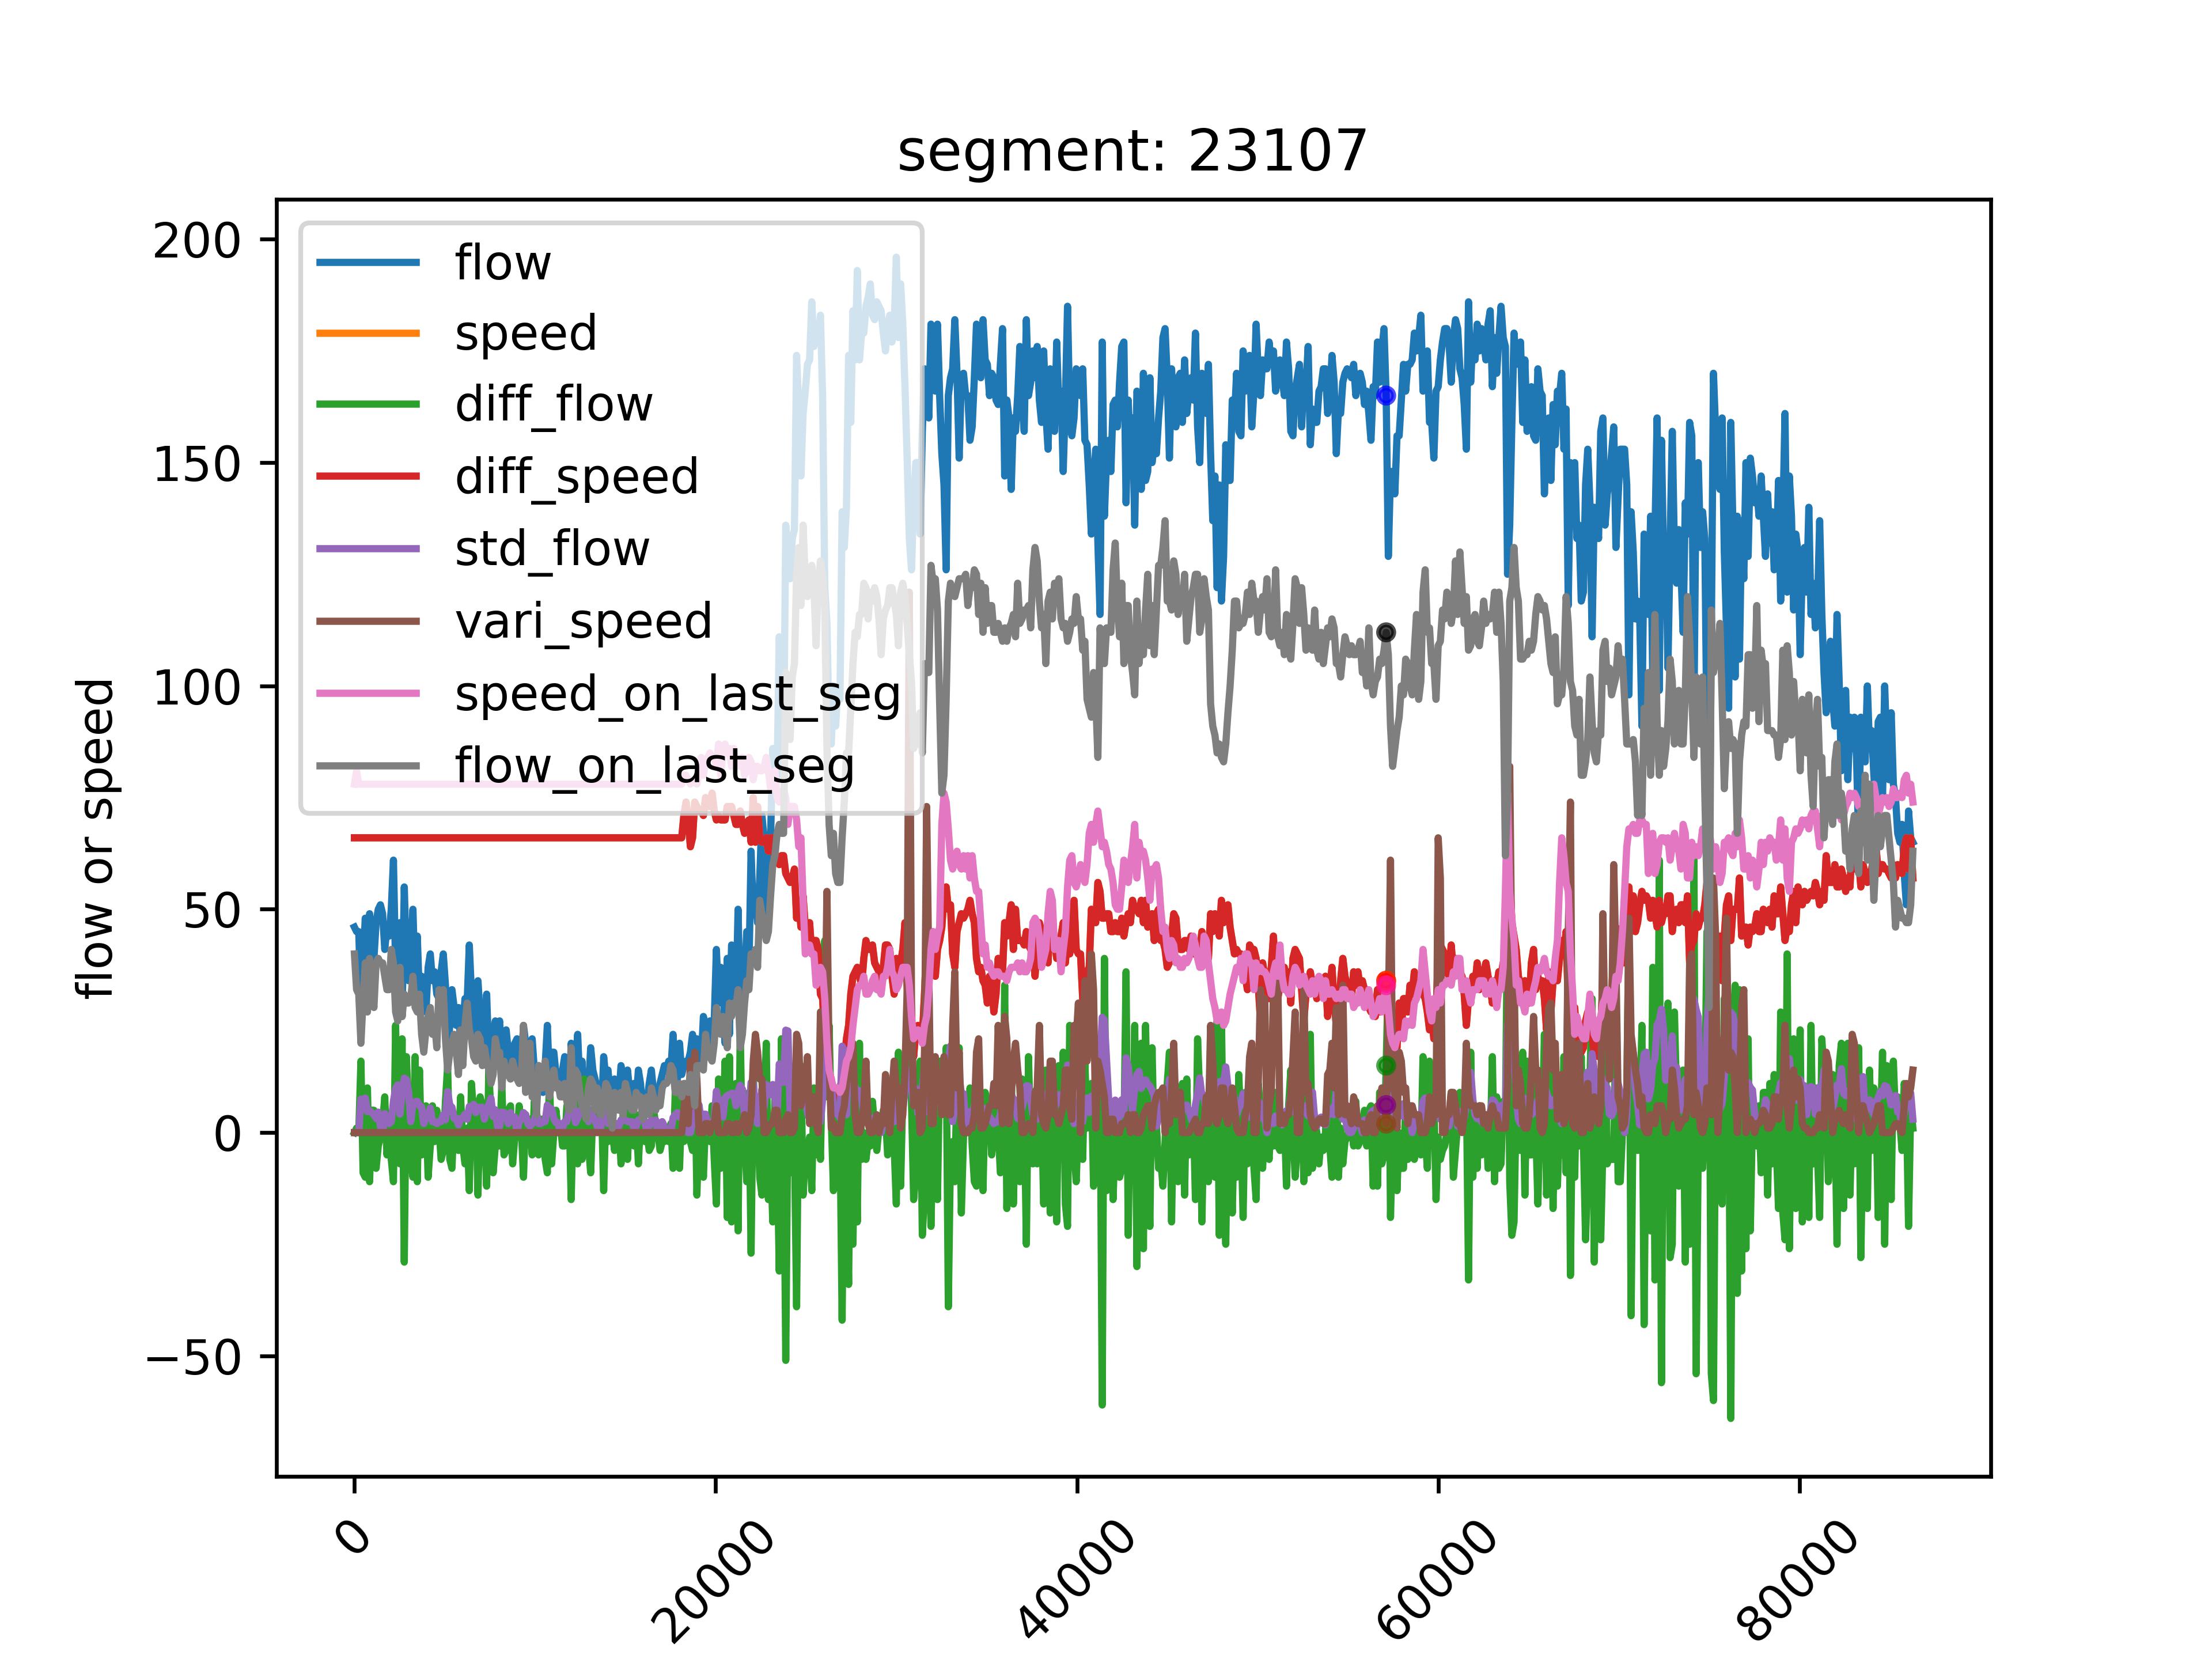 segment: 23107
200
150
100
50
0
−50
flow or speed
flow
speed
diff_flow
diff_speed
std_flow
vari_speed
speed_on_last_seg
flow_on_last_seg
0
20000
40000
60000
80000